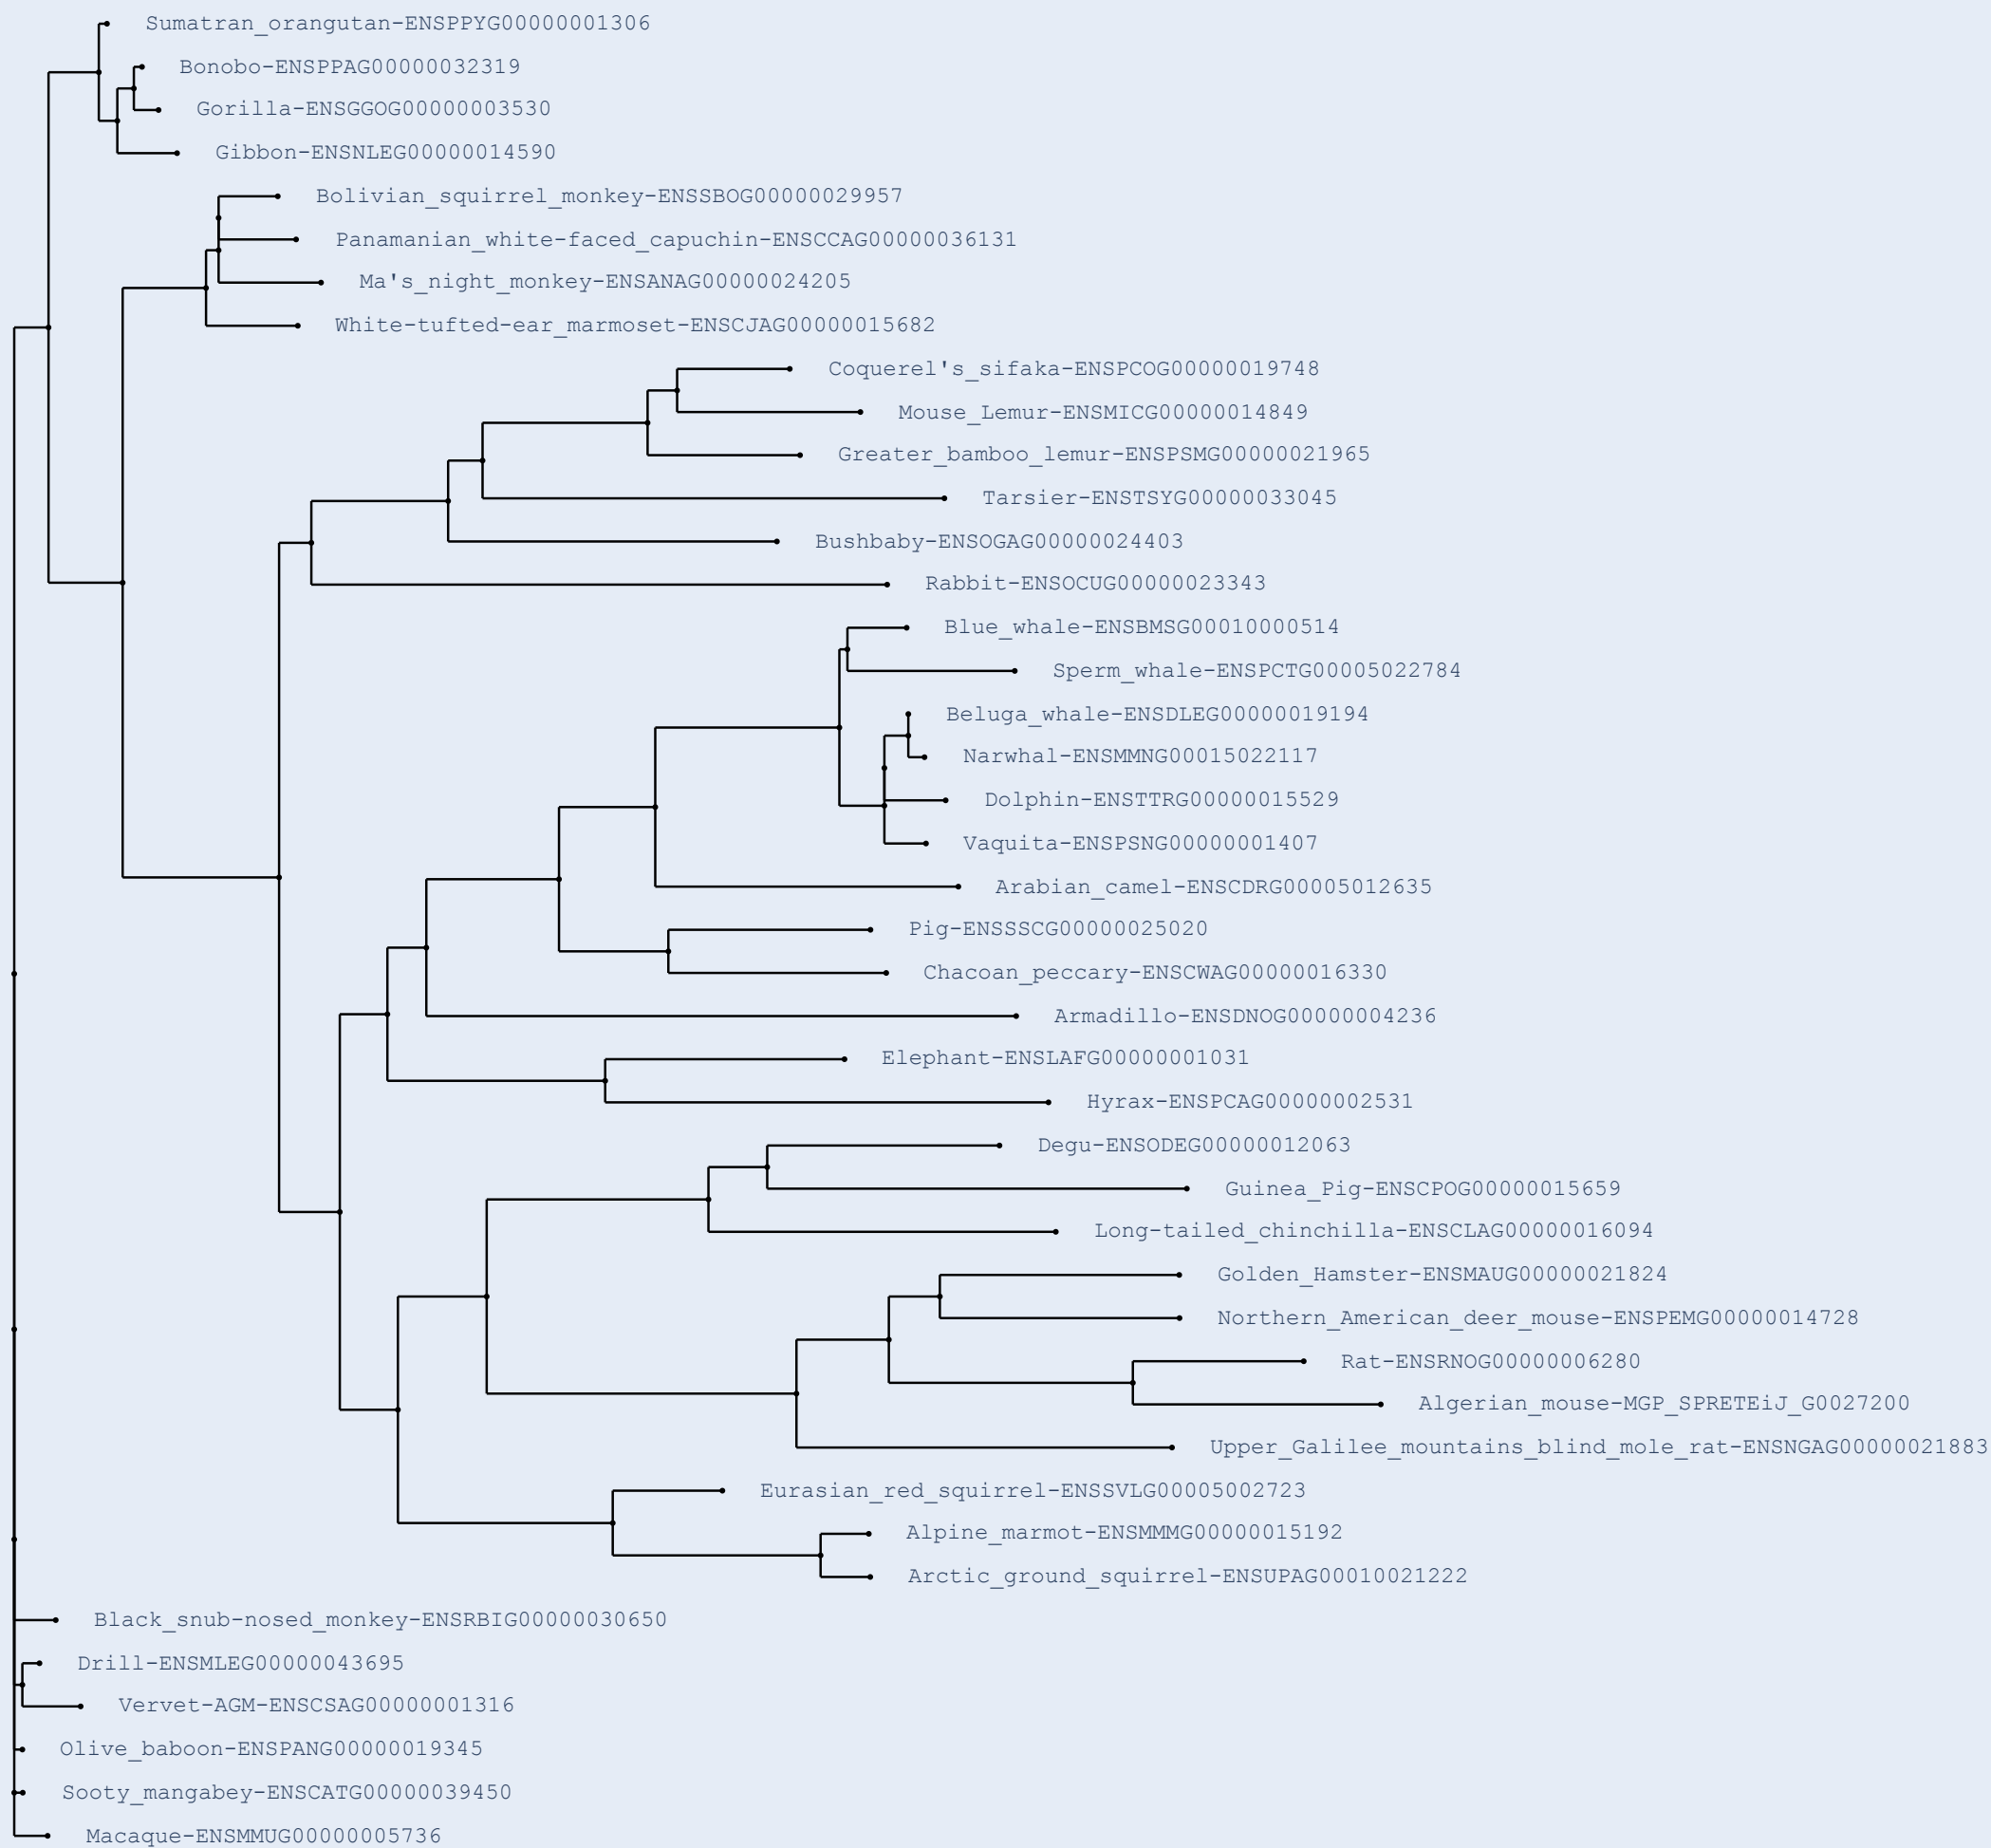 Sumatran_orangutan-ENSPPYG00000001306
Bonobo-ENSPPAG00000032319
Gorilla-ENSGGOG00000003530
Gibbon-ENSNLEG00000014590
Bolivian_squirrel_monkey-ENSSBOG00000029957
Panamanian_white-faced_capuchin-ENSCCAG00000036131
Ma's_night_monkey-ENSANAG00000024205
White-tufted-ear_marmoset-ENSCJAG00000015682
Coquerel's_sifaka-ENSPCOG00000019748
Mouse_Lemur-ENSMICG00000014849
Greater_bamboo_lemur-ENSPSMG00000021965
Tarsier-ENSTSYG00000033045
Bushbaby-ENSOGAG00000024403
Rabbit-ENSOCUG00000023343
Blue_whale-ENSBMSG00010000514
Sperm_whale-ENSPCTG00005022784
Beluga_whale-ENSDLEG00000019194
Narwhal-ENSMMNG00015022117
Dolphin-ENSTTRG00000015529
Vaquita-ENSPSNG00000001407
Arabian_camel-ENSCDRG00005012635
Pig-ENSSSCG00000025020
Chacoan_peccary-ENSCWAG00000016330
Armadillo-ENSDNOG00000004236
Elephant-ENSLAFG00000001031
Hyrax-ENSPCAG00000002531
Degu-ENSODEG00000012063
Guinea_Pig-ENSCPOG00000015659
Long-tailed_chinchilla-ENSCLAG00000016094
Golden_Hamster-ENSMAUG00000021824
Northern_American_deer_mouse-ENSPEMG00000014728
Rat-ENSRNOG00000006280
Algerian_mouse-MGP_SPRETEiJ_G0027200
Upper_Galilee_mountains_blind_mole_rat-ENSNGAG00000021883
Eurasian_red_squirrel-ENSSVLG00005002723
Alpine_marmot-ENSMMMG00000015192
Arctic_ground_squirrel-ENSUPAG00010021222
Black_snub-nosed_monkey-ENSRBIG00000030650
Drill-ENSMLEG00000043695
Vervet-AGM-ENSCSAG00000001316
Olive_baboon-ENSPANG00000019345
Sooty_mangabey-ENSCATG00000039450
Macaque-ENSMMUG00000005736